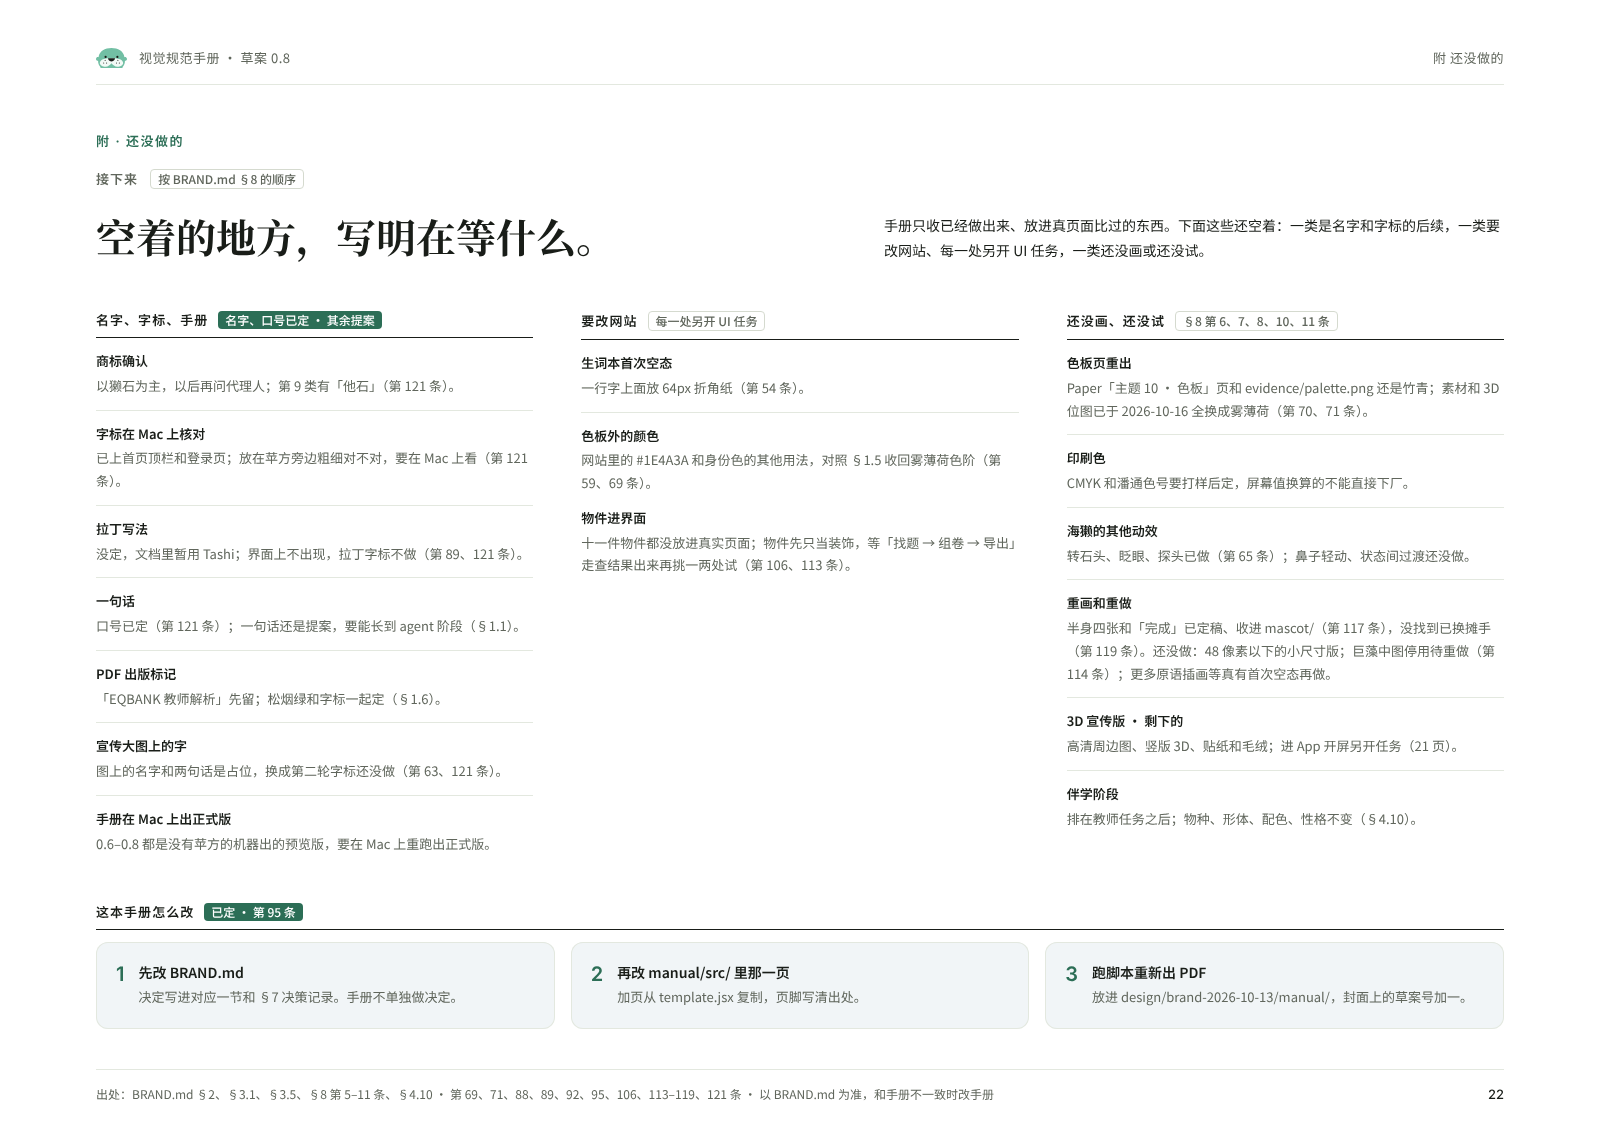 视觉规范手册 · 草案 0.8
附 还没做的
附 · 还没做的
接下来 按 BRAND.md §8 的顺序
空着的地方，写明在等什么。
手册只收已经做出来、放进真页面比过的东西。下面这些还空着：一类是名字和字标的后续，一类要
改网站、每一处另开 UI 任务，一类还没画或还没试。
名字、字标、手册 名字、口号已定 · 其余提案
商标确认
以獭石为主，以后再问代理人；第 9 类有「他石」（第 121 条）。
字标在 Mac 上核对
已上首页顶栏和登录页；放在苹方旁边粗细对不对，要在 Mac 上看（第 121
条）。
拉丁写法
没定，文档里暂用 Tashi；界面上不出现，拉丁字标不做（第 89、121 条）。
一句话
口号已定（第 121 条）；一句话还是提案，要能长到 agent 阶段（§1.1）。
PDF 出版标记
「EQBANK 教师解析」先留；松烟绿和字标一起定（§1.6）。
宣传大图上的字
图上的名字和两句话是占位，换成第二轮字标还没做（第 63、121 条）。
手册在 Mac 上出正式版
0.6–0.8 都是没有苹方的机器出的预览版，要在 Mac 上重跑出正式版。
要改网站 每一处另开 UI 任务
生词本首次空态
一行字上面放 64px 折角纸（第 54 条）。
色板外的颜色
网站里的 #1E4A3A 和身份色的其他用法，对照 §1.5 收回雾薄荷色阶（第
59、69 条）。
物件进界面
十一件物件都没放进真实页面；物件先只当装饰，等「找题 → 组卷 → 导出」
走查结果出来再挑一两处试（第 106、113 条）。
还没画、还没试 §8 第 6、7、8、10、11 条
色板页重出
Paper「主题 10 · 色板」页和 evidence/palette.png 还是竹青；素材和 3D
位图已于 2026-10-16 全换成雾薄荷（第 70、71 条）。
印刷色
CMYK 和潘通色号要打样后定，屏幕值换算的不能直接下厂。
海獭的其他动效
转石头、眨眼、探头已做（第 65 条）；鼻子轻动、状态间过渡还没做。
重画和重做
半身四张和「完成」已定稿、收进 mascot/（第 117 条），没找到已换摊手
（第 119 条）。还没做：48 像素以下的小尺寸版；巨藻中图停用待重做（第
114 条）；更多原语插画等真有首次空态再做。
3D 宣传版 · 剩下的
高清周边图、竖版 3D、贴纸和毛绒；进 App 开屏另开任务（21 页）。
伴学阶段
排在教师任务之后；物种、形体、配色、性格不变（§4.10）。
这本手册怎么改 已定 · 第 95 条
1 先改 BRAND.md
决定写进对应一节和 §7 决策记录。手册不单独做决定。
2 再改 manual/src/ 里那一页
加页从 template.jsx 复制，页脚写清出处。
3 跑脚本重新出 PDF
放进 design/brand-2026-10-13/manual/，封面上的草案号加一。
出处：BRAND.md §2、§3.1、§3.5、§8 第 5–11 条、§4.10 · 第 69、71、88、89、92、95、106、113–119、121 条 · 以 BRAND.md 为准，和手册不一致时改手册
22